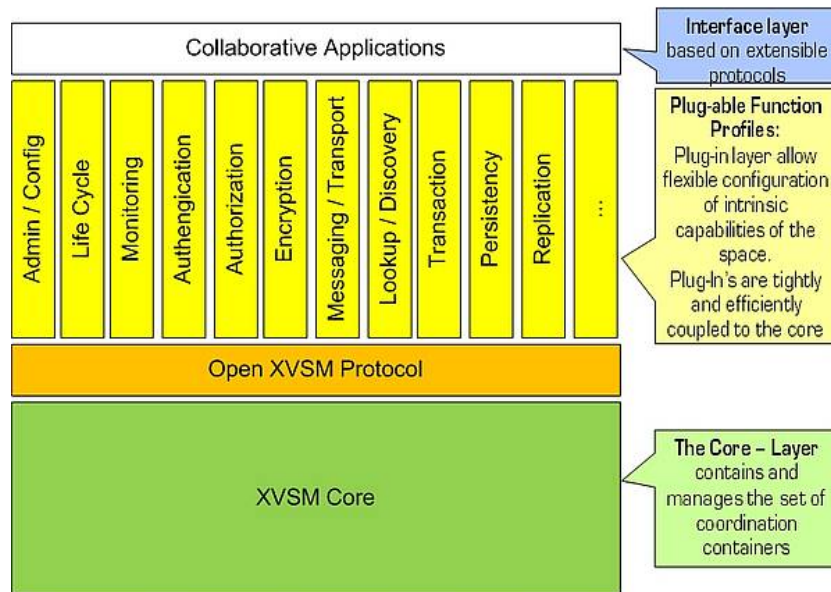 Collaborative Applications
Admin / Config
Life Cycle
Monitoring
Authengication
Authorization
Encryption
Messaging / Transport
Lookup / Discovery
Transaction
Persistency
Replication
...
Open XVSM Protocol
XVSM Core
Interface layer
based on extensible
protocols
Plug-able Function
Profiles:
Plug-in layer allow
flexible configuration
of intrinsic
capabilities of the
space.
Plug-In's are tightly
and efficiently
coupled to the core
The Core – Layer
contains and
manages the set of
coordination
containers